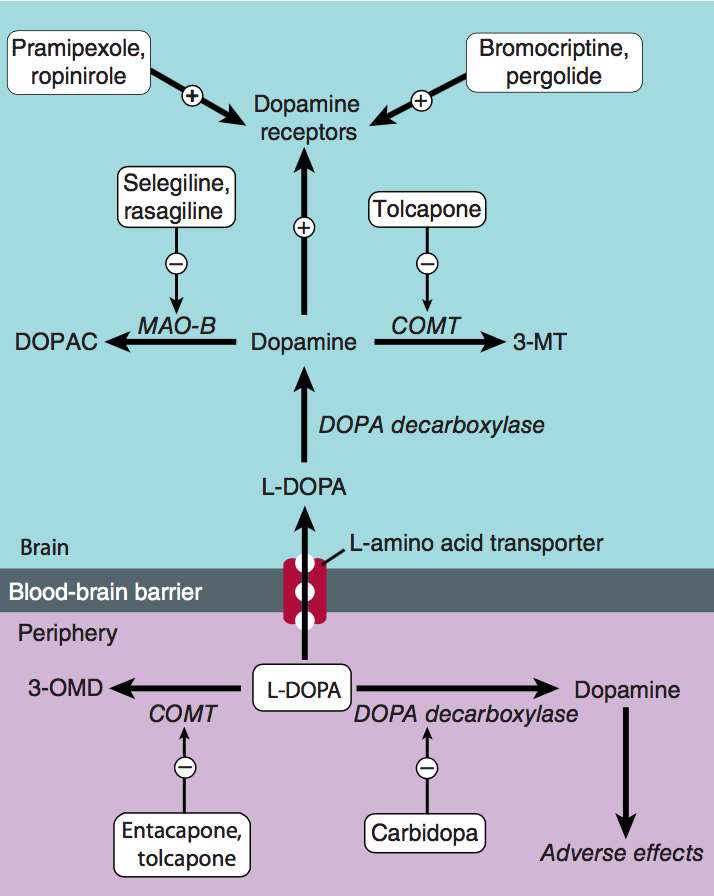 Pramipexole,
ropinirole
Bromocriptine,
pergolide
+
+
Dopamine
receptors
Selegiline,
rasagiline
Tolcapone
+
−
−
MAO-B
COMT
DOPAC
Dopamine
3-MT
DOPA decarboxylase
L-DOPA
Brain
L-amino acid transporter
Blood-brain barrier
Periphery
3-OMD
L-DOPA
Dopamine
COMT
DOPA decarboxylase
−
−
Entacapone,
tolcapone
Carbidopa
Adverse effects